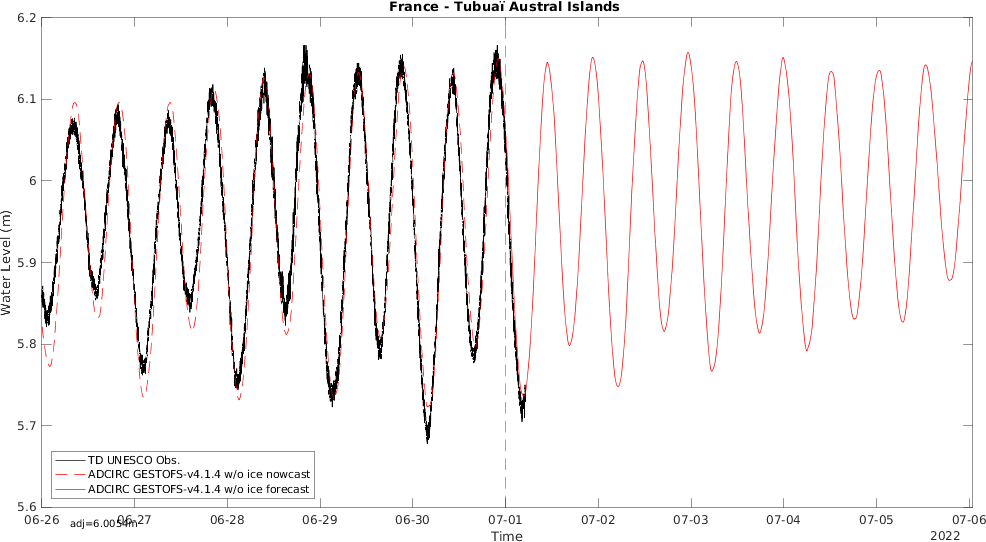 France - Tubuaï Austral Islands
6.2
6.1
6
5.9
5.8
5.7
5.6
Water Level (m)
TD UNESCO Obs.
ADCIRC GESTOFS-v4.1.4 w/o ice nowcast
ADCIRC GESTOFS-v4.1.4 w/o ice forecast
06-26 06-27 06-28 06-29 06-30 07-01 07-02 07-03 07-04 07-05 07-06
adj=6.0054m
Time
2022